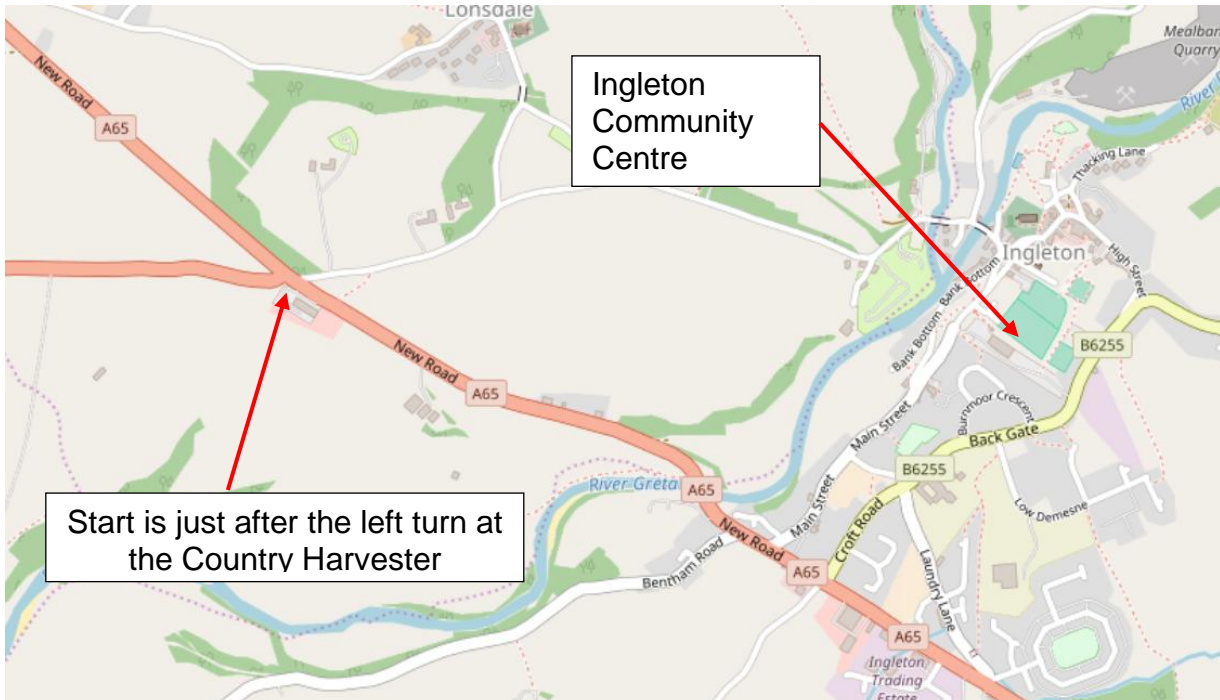 Lonsdale
Mealban
Quarry
New Road
A65
Ingleton
Community
Centre
River
Thacking Lane
Ingleton
High Street
Bank Bottom
Bank Bottom
B6255
New Road
A65
Burnmoor Crescent
Main Street
Back Gate
B6255
River Greta
A65
Start is just after the left turn at
the Country Harvester
Main Street
Low Demesne
Croft Road
New Road
Bentham Road
A65
Laundry Lane
A65
Ingleton
Trading
Estate